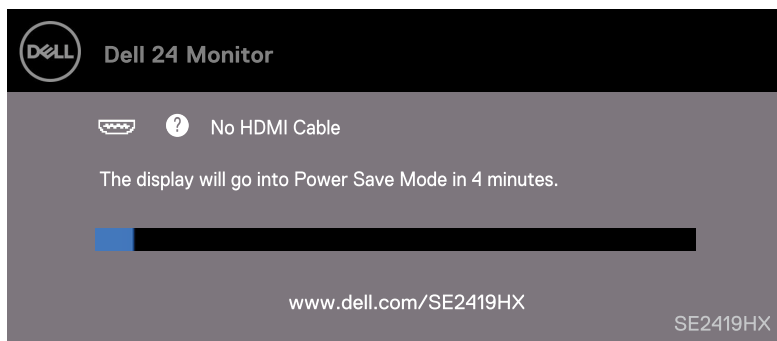 DELL
Dell 24 Monitor
? No HDMI Cable
The display will go into Power Save Mode in 4 minutes.
www.dell.com/SE2419HX
SE2419HX